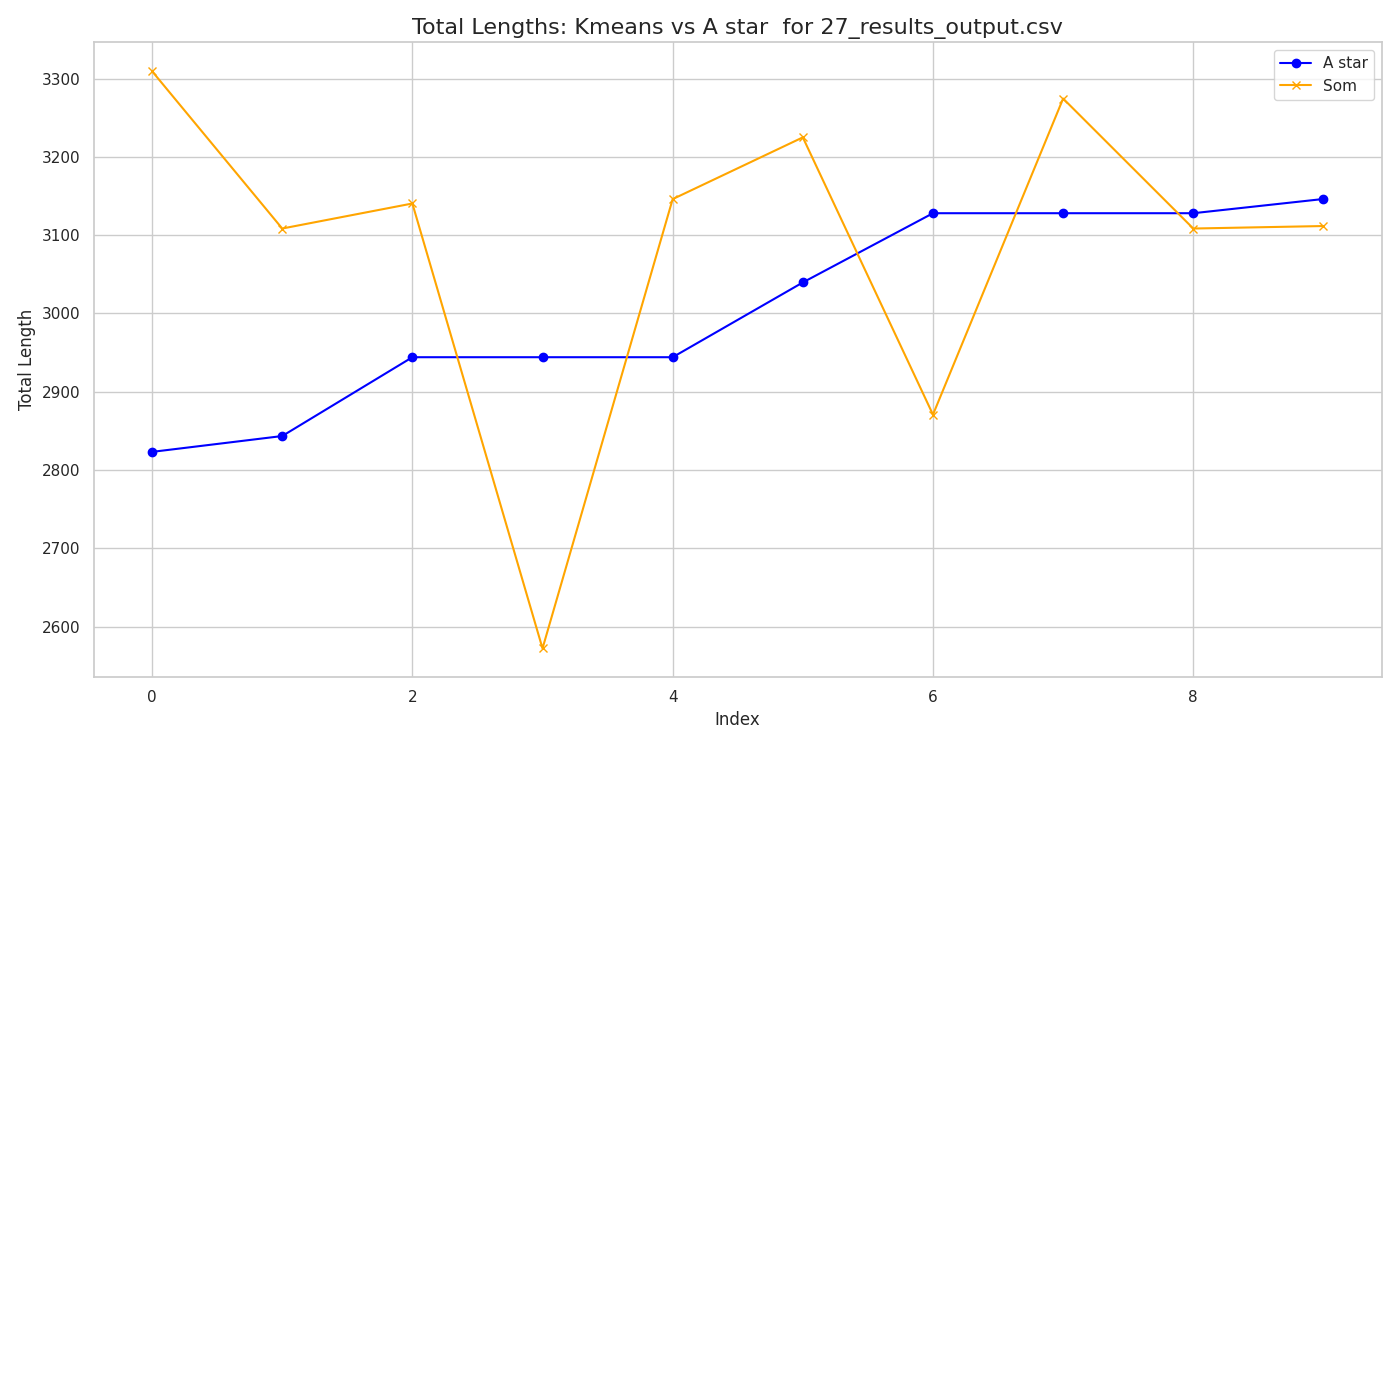 Total Lengths: Kmeans vs A star  for 27_results_output.csv
A star
Som
Total Length
3300
3200
3100
3000
2900
2800
2700
2600
0 2 4 6 8
Index